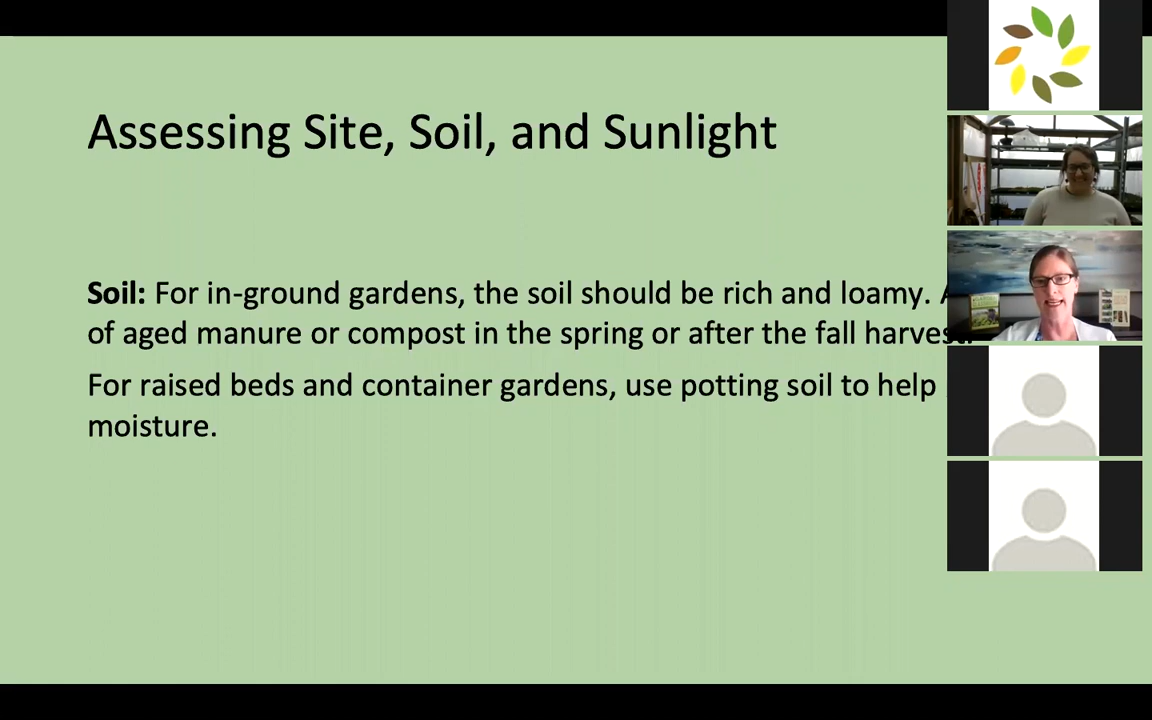 Assessing Site, Soil, and Sunlight
Soil: For in-ground gardens, the soil should be rich and loamy.
of aged manure or compost in the spring or after the fall harvest.
For raised beds and container gardens, use potting soil to help
moisture.